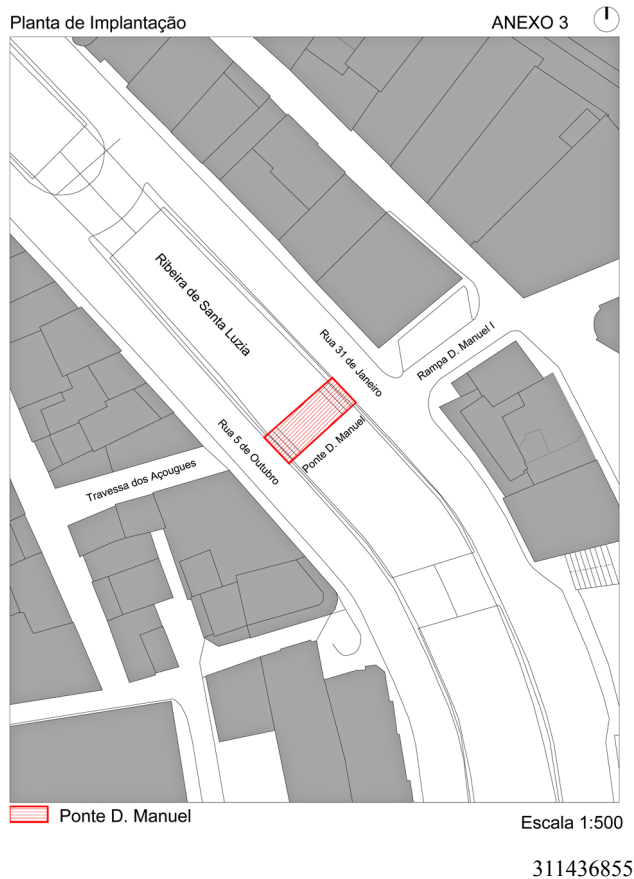 Planta de Implantação
ANEXO 3
Ribeira de Santa Luzia
Rua 31 de Janeiro
Rampa D. Manuel I
Ponte D. Manuel
Rua 5 de Outubro
Travessa dos Açougues
Ponte D. Manuel
Escala 1:500
311436855